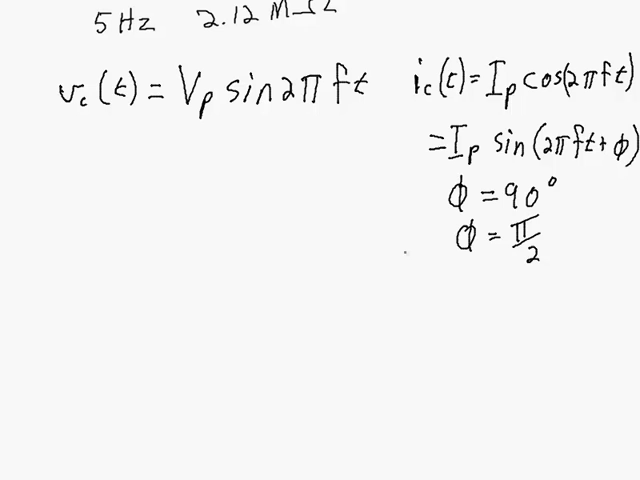 5 Hz 2.12 MΩ
v_c(t) = V_p sin 2π f t
i_c(t) = I_p cos(2π f t)
= I_p sin(2π f t + ϕ)
ϕ = 90°
ϕ = π/2